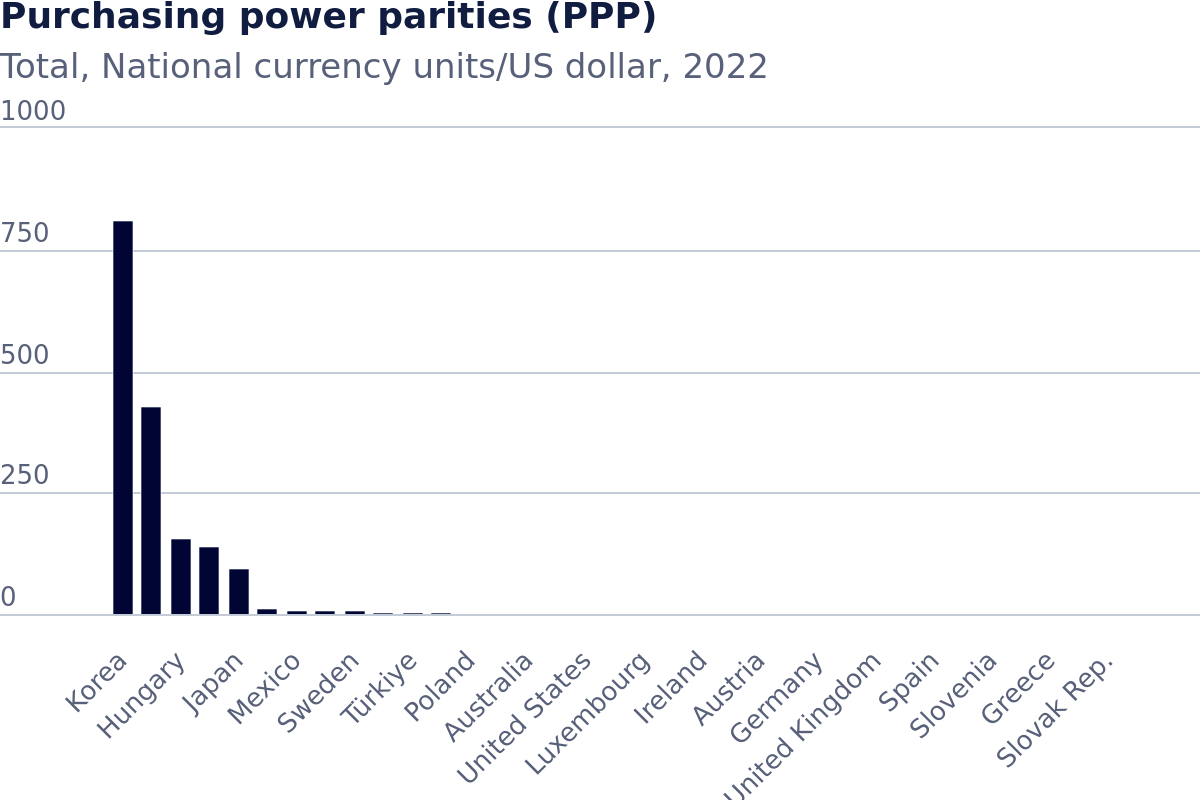 Purchasing power parities (PPP)
Total, National currency units/US dollar, 2022
1000
750
500
250
0
Korea
Hungary
Japan
Mexico
Sweden
Türkiye
Poland
Australia
United States
Luxembourg
Ireland
Austria
Germany
United Kingdom
Spain
Slovenia
Greece
Slovak Rep.